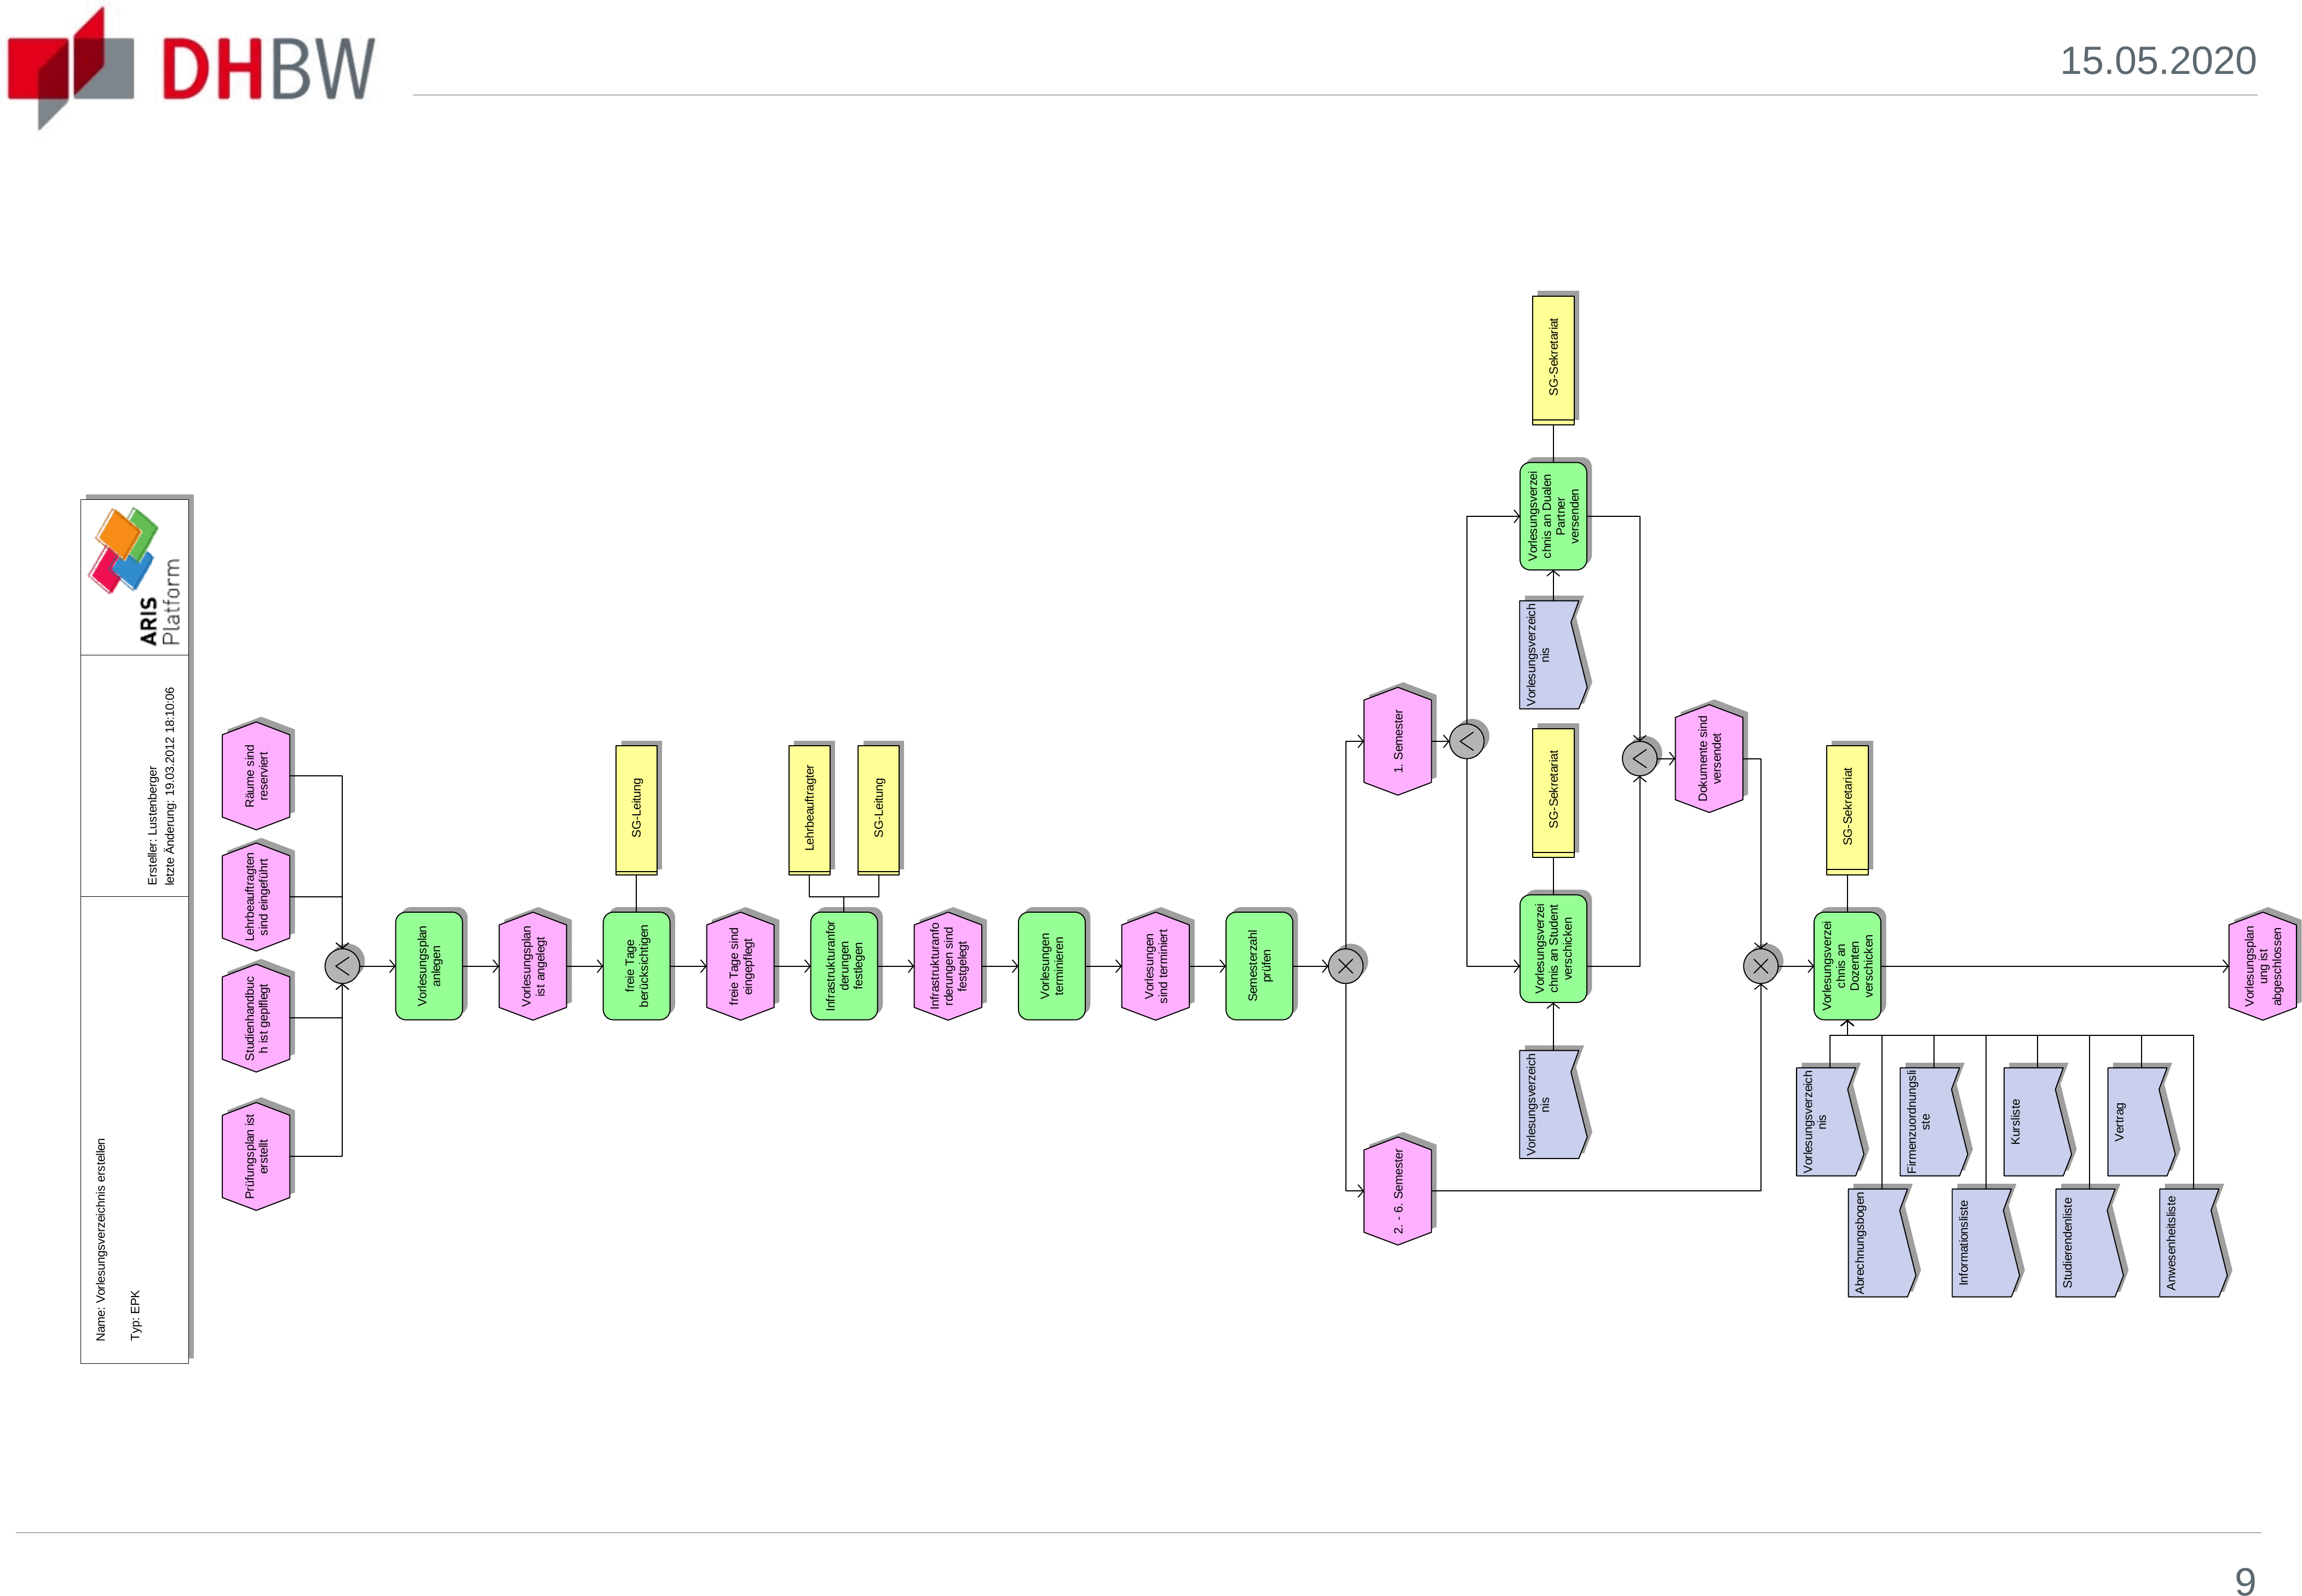 DHBW
15.05.2020
Name: Vorlesungsverzeichnis erstellen
Typ: EPK
Ersteller: Lustenberger
letzte Änderung: 19.03.2012 18:10:06
ARIS
Platform
Prüfungsplan ist
erstellt
Studienhandbuc
h ist gepflegt
Lehrbeauftragten
sind eingeführt
Räume sind
reserviert
Vorlesungsplan
anlegen
Vorlesungsplan
ist angelegt
freie Tage
berücksichtigen
SG-Leitung
freie Tage sind
eingepflegt
Infrastrukturanfor
derungen
festlegen
Lehrbeauftragter
SG-Leitung
Infrastrukturanfo
rderungen sind
festgelegt
Vorlesungen
terminieren
Vorlesungen
sind terminiert
Semesterzahl
prüfen
2. - 6. Semester
1. Semester
Vorlesungsverzeich
nis
Vorlesungsverzei
chnis an Student
verschicken
SG-Sekretariat
Vorlesungsverzeich
nis
Vorlesungsverzei
chnis an Dualen
Partner
versenden
SG-Sekretariat
Dokumente sind
versendet
Vorlesungsverzei
chnis an
Dozenten
verschicken
SG-Sekretariat
Vorlesungsverzeich
nis
Abrechnungsbogen
Firmenzuordnungsli
ste
Informationsliste
Kursliste
Studierendenliste
Vertrag
Anwesenheitsliste
Vorlesungsplan
ung ist
abgeschlossen
9